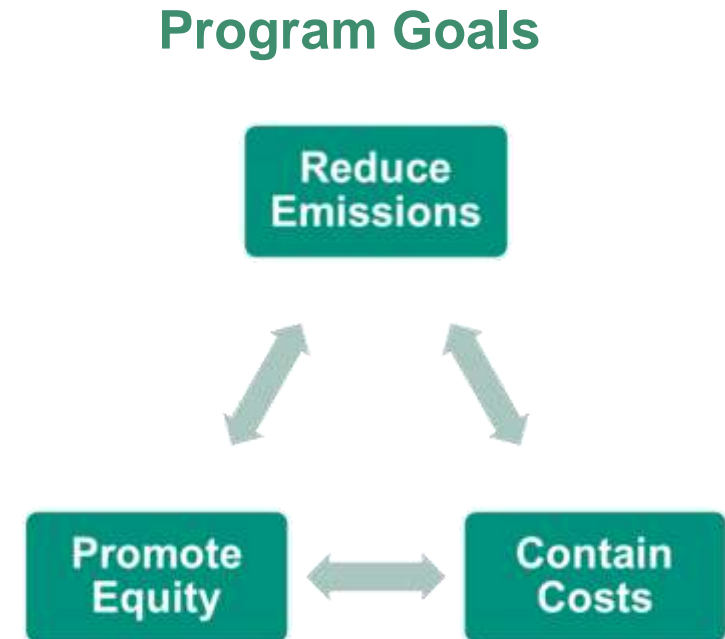 Program Goals
Reduce
Emissions
Promote
Equity
Contain
Costs